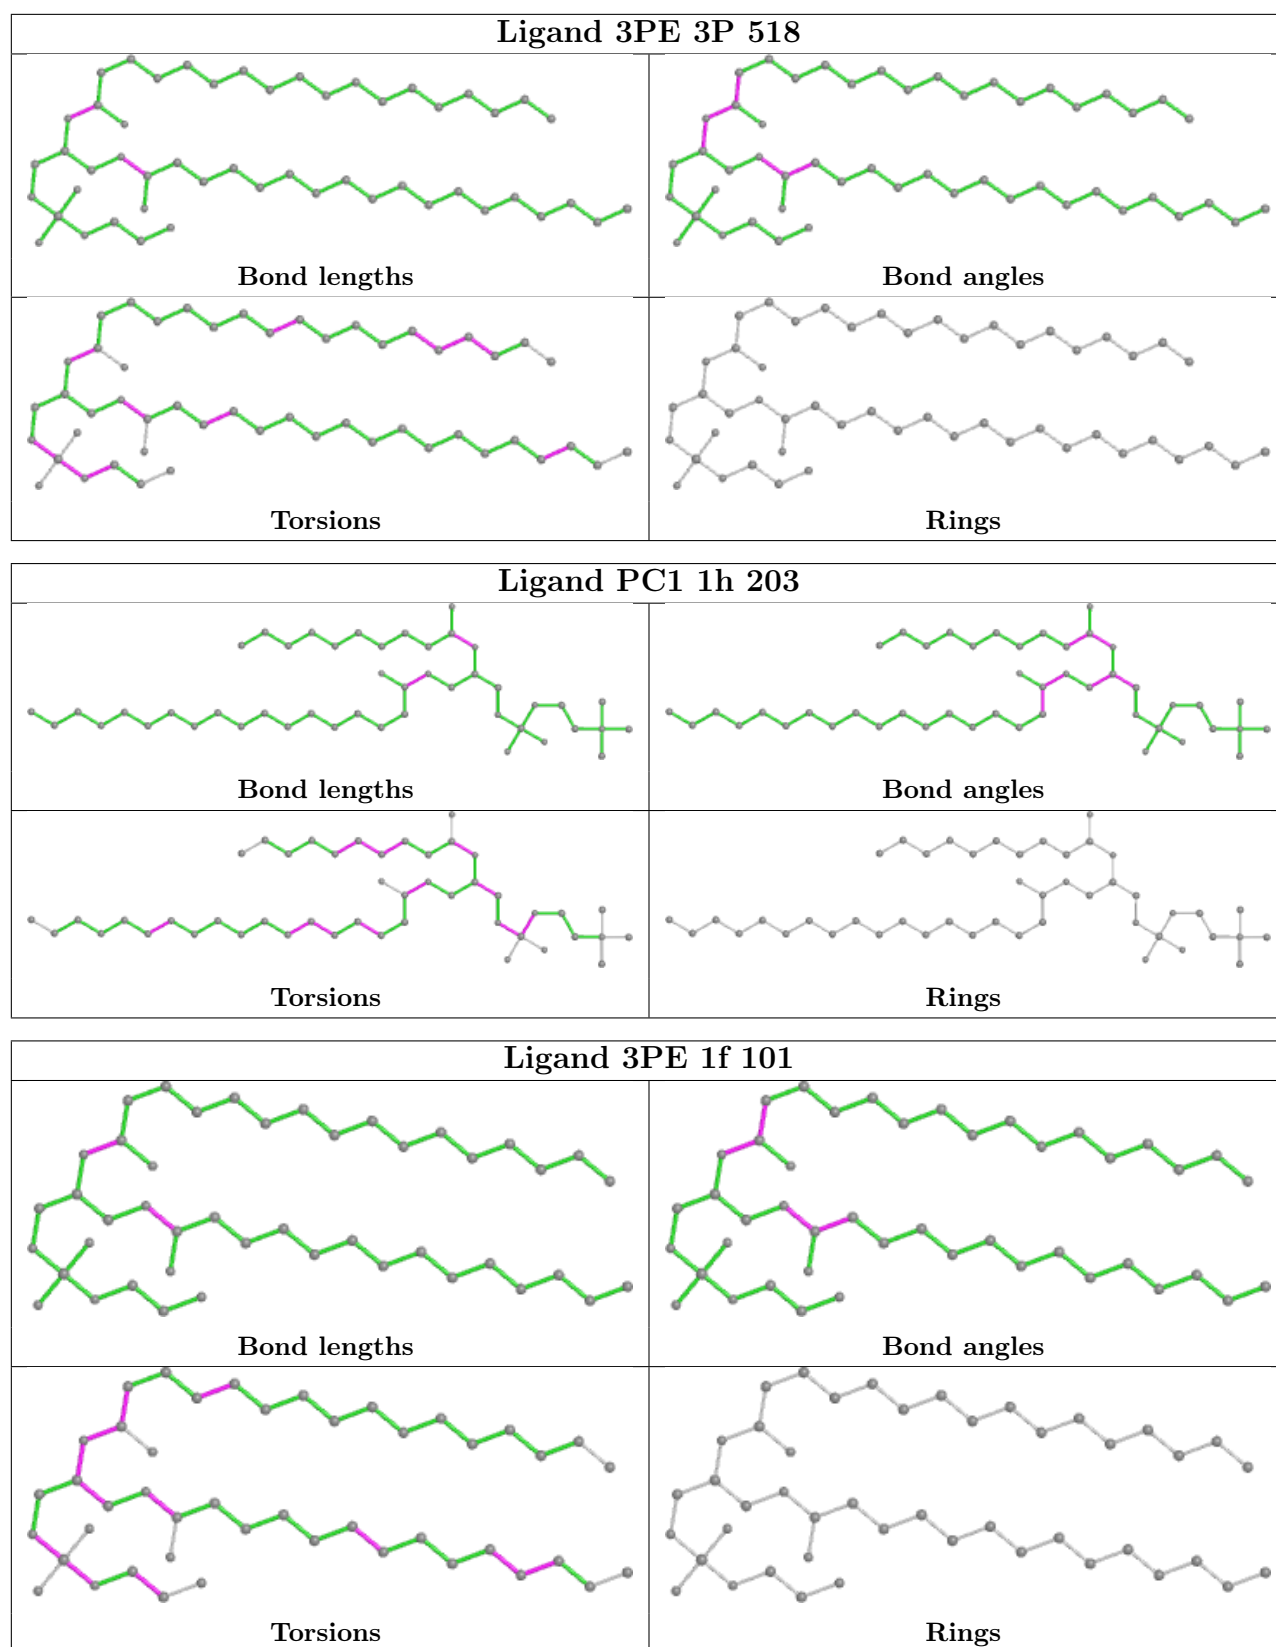 Ligand 3PE 3P 518
Bond lengths
Bond angles
Torsions
Rings
Ligand PC1 1h 203
Bond lengths
Bond angles
Torsions
Rings
Ligand 3PE 1f 101
Bond lengths
Bond angles
Torsions
Rings